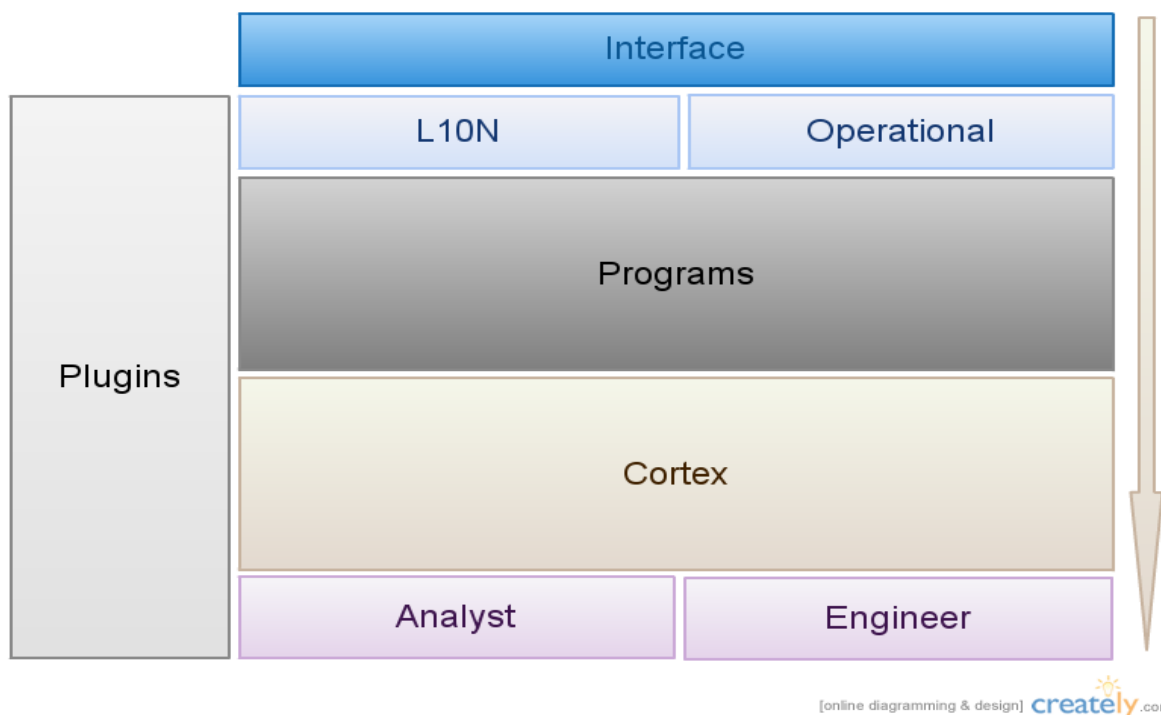 Interface
L10N
Operational
Programs
Plugins
Cortex
Analyst
Engineer
[online diagramming & design] creately.com